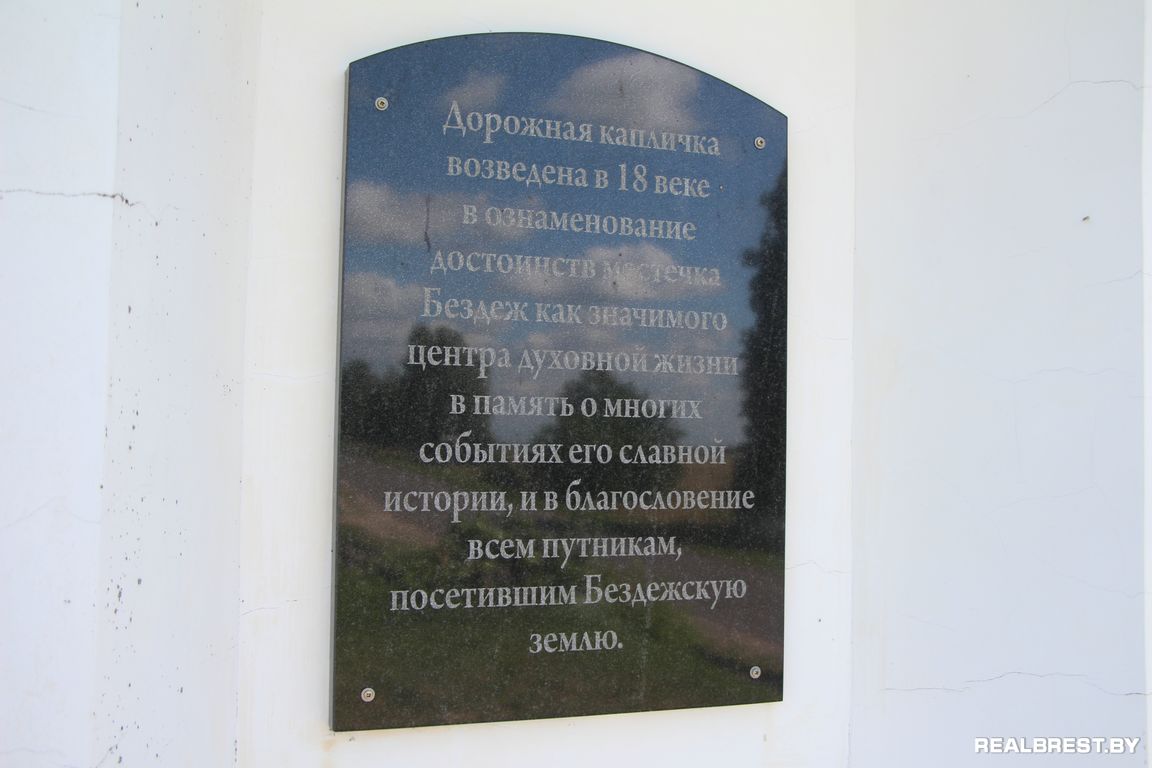 Дорожная капличка
возведена в 18 веке
в ознаменование
достоинств местечка
Бездеж как значимого
центра духовной жизни
в память о многих
событиях его славной
истории, и в благословение
всем путникам,
посетившим Бездежскую
землю.
REALBREST.BY